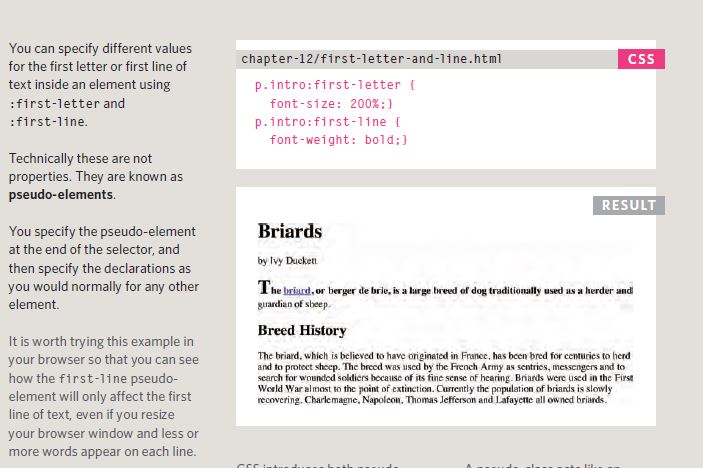 You can specify different values
for the first letter or first line of
text inside an element using
:first-letter and
:first-line.
Technically these are not
properties. They are known as
pseudo-elements.
You specify the pseudo-element
at the end of the selector, and
then specify the declarations as
you would normally for any other
element.
It is worth trying this example in
your browser so that you can see
how the first-line pseudo-
element will only affect the first
line of text, even if you resize
your browser window and less or
more words appear on each line.
chapter-12/first-letter-and-line.html
CSS
p.intro:first-letter {
font-size: 200%;}
p.intro:first-line {
font-weight: bold;}
RESULT
Briards
by Ivy Duckett
The briard, or berger de brie, is a large breed of dog traditionally used as a herder and
guardian of sheep.
Breed History
The briard, which is believed to have originated in France, has been bred for centuries to herd
and to protect sheep. The breed was used by the French Army as sentries, messengers and to
search for wounded soldiers because of its fine sense of hearing. Briards were used in the First
World War almost to the point of extinction. Currently the population of briards is slowly
recovering. Charlemagne, Napoleon, Thomas Jefferson and Lafayette all owned briards.